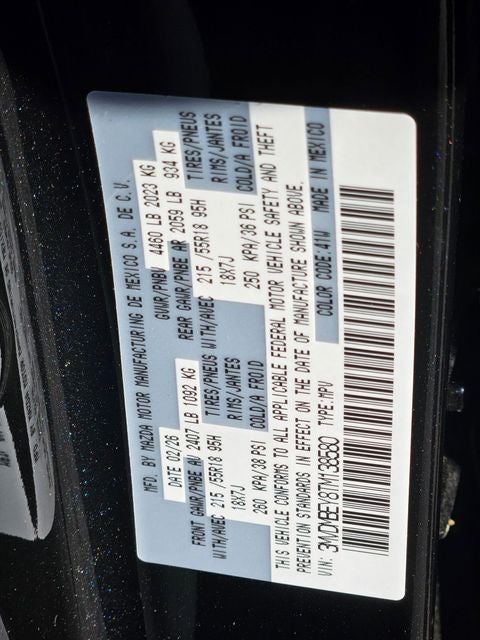 MFD. BY MAZDA MOTOR MANUFACTURING DE MEXICO S.A. DE C.V.
DATE 02/26 GVWR/PNBV 4460 LB 2023 KG
FRONT GAWR/PNBE AV 2407 LB 1092 KG REAR GAWR/PNBE AR 2059 LB 934 KG
WITH/AVEC 215 /55R18 95H TIRES/PNEUS WITH/AVEC 215 /55R18 95H TIRES/PNEUS
18X7J RIMS/JANTES 18X7J RIMS/JANTES
260 KPA/38 PSI COLD/A FROID 250 KPA/36 PSI COLD/A FROID
THIS VEHICLE CONFORMS TO ALL APPLICABLE FEDERAL MOTOR VEHICLE SAFETY AND THEFT
PREVENTION STANDARDS IN EFFECT ON THE DATE OF MANUFACTURE SHOWN ABOVE.
VIN: TYPE:MPV COLOR CODE:41W MADE IN MEXICO